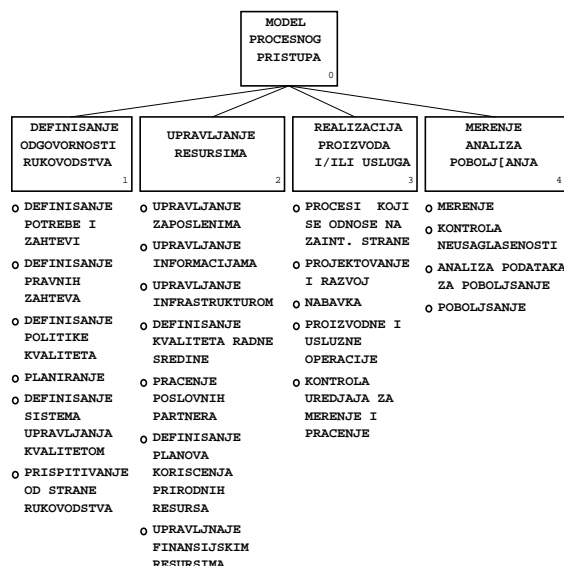 MODEL
PROCESNOG
PRISTUPA
0
DEFINISANJE
ODGOVORNOSTI
RUKOVODSTVA
1
UPRAVLJANJE
RESURSIMA
2
REALIZACIJA
PROIZVODA
I/ILI USLUGA
3
MERENJE
ANALIZA
POBOLJ[ANJA
4
o DEFINISANJE
POTREBE I
ZAHTEVI
o DEFINISANJE
PRAVNIH
ZAHTEVA
o DEFINISANJE
POLITIKE
KVALITETA
o PLANIRANJE
o DEFINISANJE
SISTEMA
UPRAVLJANJA
KVALITETOM
o PRISPITIVANJE
OD STRANE
RUKOVODSTVA
o UPRAVLJANJE
ZAPOSLENIMA
o UPRAVLJANJE
INFORMACIJAMA
o UPRAVLJANJE
INFRASTRUKTUROM
o DEFINISANJE
KVALITETA RADNE
SREDINE
o PRACENJE
POSLOVNIH
PARTNERA
o DEFINISANJE
PLANOVA
KORISCENJA
PRIRODNIH
RESURSA
o UPRAVLJNAJE
FINANSIJSKIM
RESURSIMA
o PROCESI KOJI
SE ODNOSE NA
ZAINT. STRANE
o PROJEKTOVANJE
I RAZVOJ
o NABAVKA
o PROIZVODNE I
USLUZNE
OPERACIJE
o KONTROLA
UREDJAJA ZA
MERENJE I
PRACENJE
o MERENJE
o KONTROLA
NEUSAGLASENOSTI
o ANALIZA PODATAKA
ZA POBOLJSANJE
o POBOLJSANJE